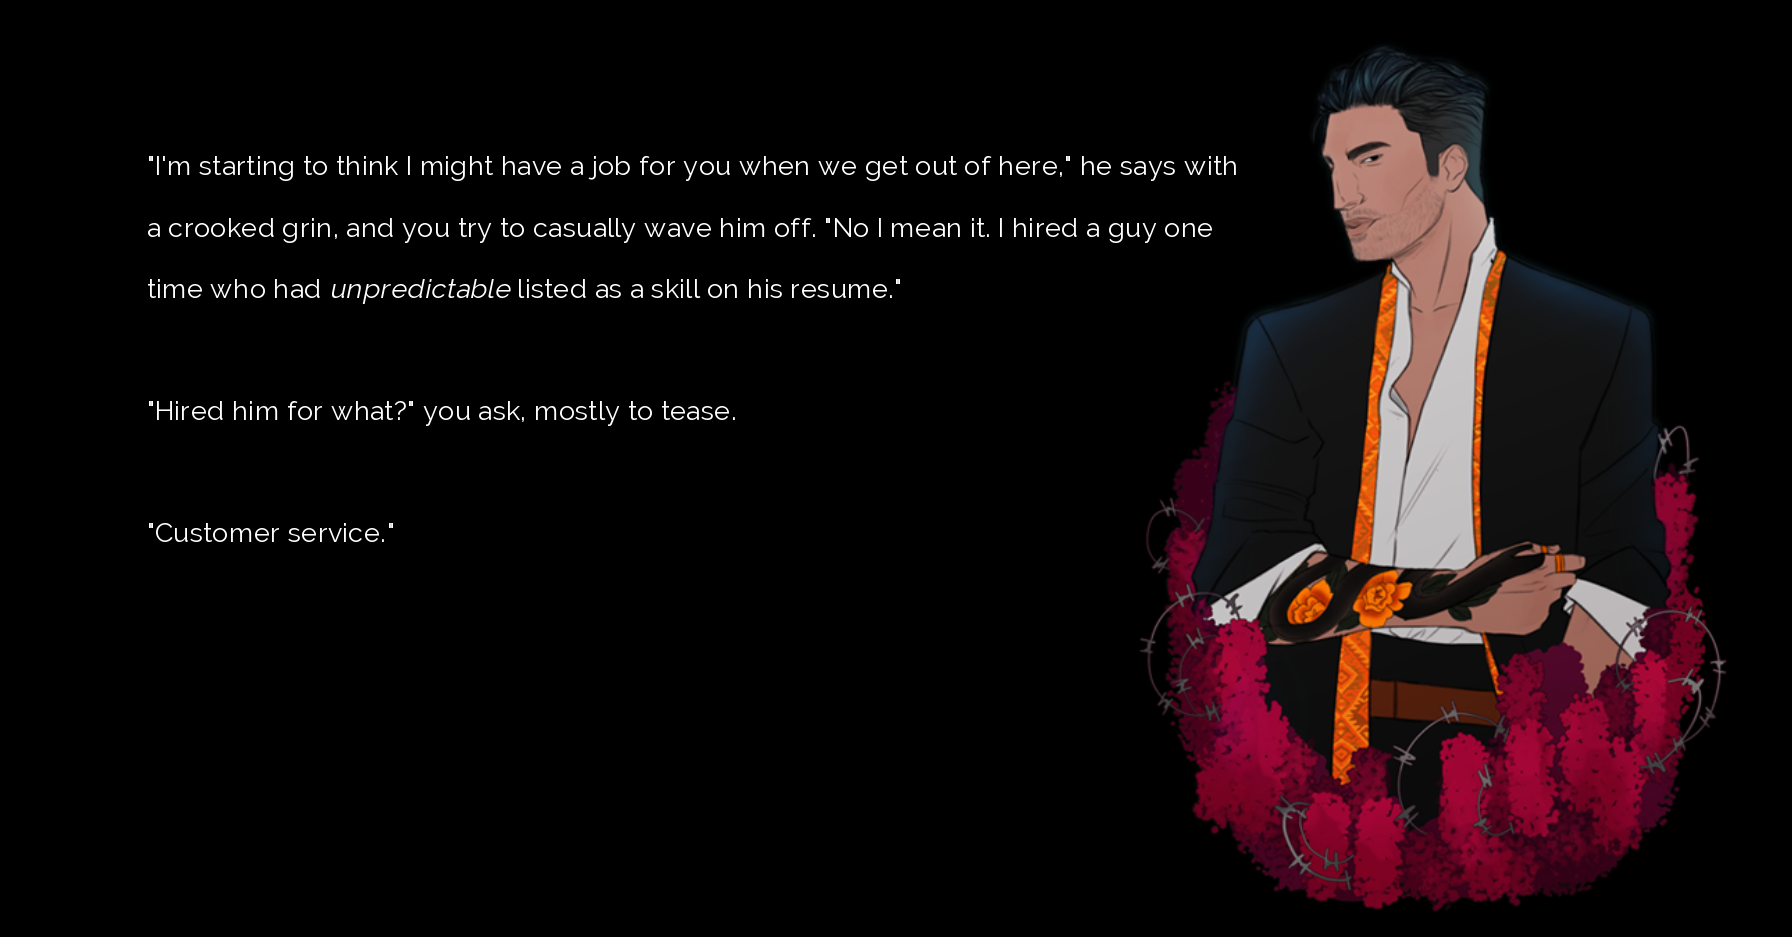 "I'm starting to think I might have a job for you when we get out of here," he says with
a crooked grin, and you try to casually wave him off. "No I mean it. I hired a guy one
time who had unpredictable listed as a skill on his resume."
"Hired him for what?" you ask, mostly to tease.
"Customer service."